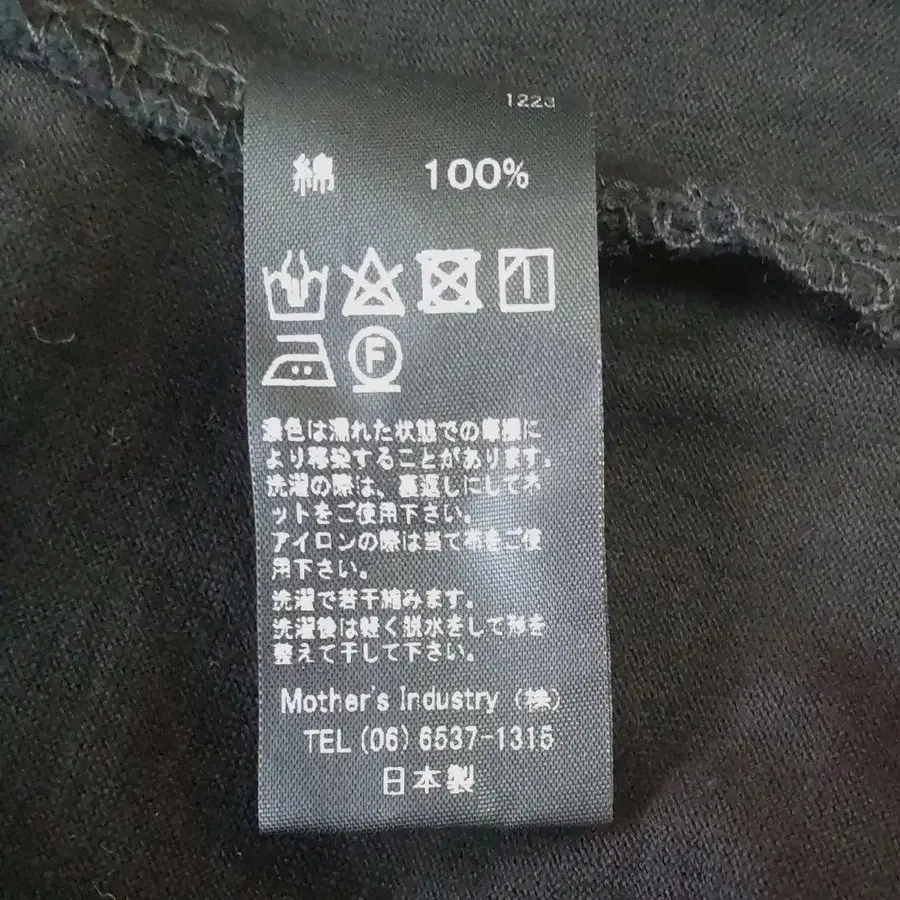 1223
綿 100%
F
濃色は濡れた状態での摩擦に
より移染することがあります。
洗濯の際は、裏返しにしてネ
ットをご使用下さい。
アイロンの際は当て布をご使
用下さい。
洗濯で若干縮みます。
洗濯後は軽く脱水をして形を
整えて干して下さい。
Mother's Industry (株)
TEL (06) 6537-1315
日本製